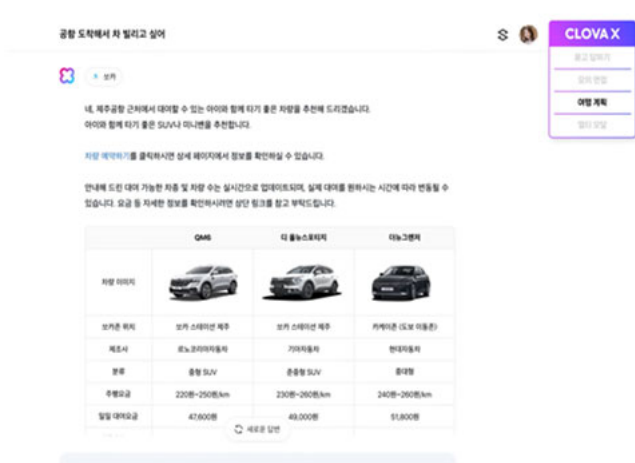 공항 도착해서 차 빌리고 싶어
CLOVA X
광고 답하기
모의 면접
여행 계획
멀티 모달
쏘카
네, 제주공항 근처에서 대여할 수 있는 아이와 함께 타기 좋은 차량을 추천해 드리겠습니다.
아이와 함께 타기 좋은 SUV나 미니밴을 추천합니다.
차량 예약하기를 클릭하시면 상세 페이지에서 정보를 확인하실 수 있습니다.
안내해 드린 대여 가능한 차종 및 차량 수는 실시간으로 업데이트되며, 실제 대여를 원하시는 시간에 따라 변동될 수
있습니다. 요금 등 자세한 정보를 확인하시려면 상단 링크를 참고 부탁드립니다.
QM6 디 올뉴스포티지 더뉴그랜저
차량 이미지
쏘카존 위치 쏘카 스테이션 제주 쏘카 스테이션 제주 카케이존 (도보 이동존)
제조사 르노코리아자동차 기아자동차 현대자동차
분류 중형 SUV 준중형 SUV 준대형
주행요금 220원~250원/km 230원~260원/km 240원~260원/km
일일 대여요금 47,600원 49,000원 51,800원
새로운 답변